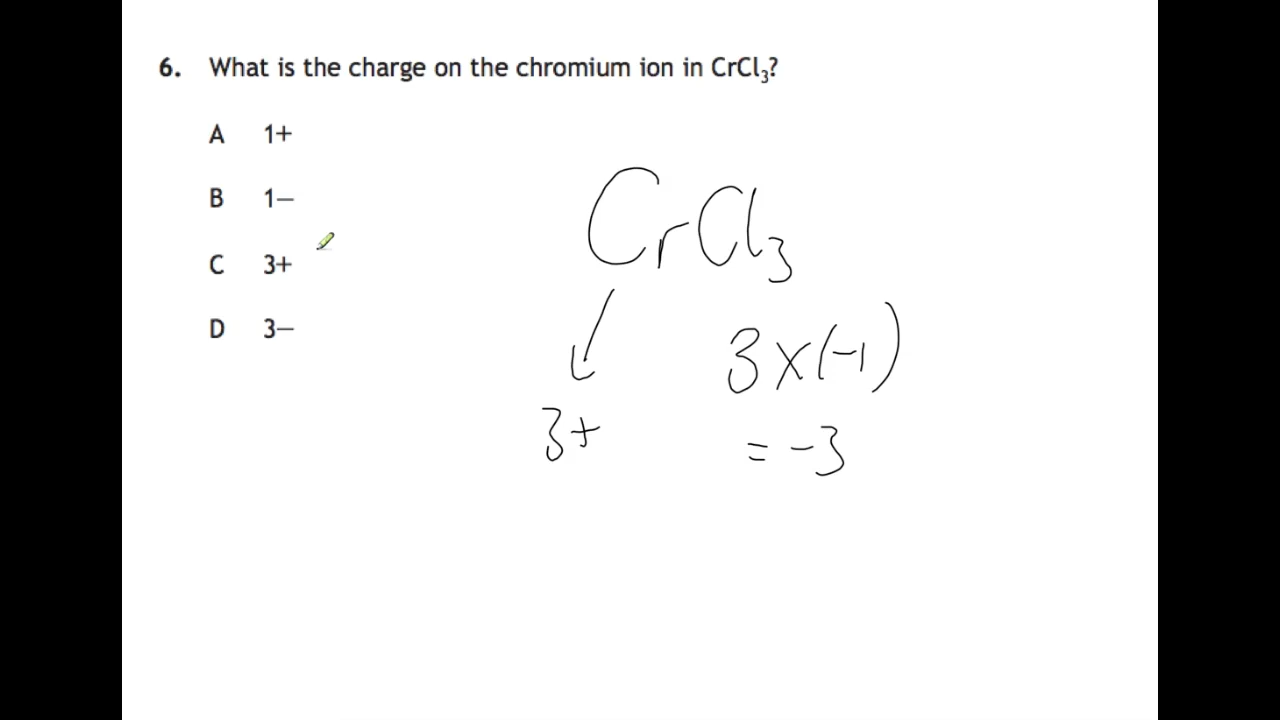 6. What is the charge on the chromium ion in CrCl₃?
A 1+
B 1−
C 3+
D 3−
CrCl₃
3+
3×(−1)
= −3